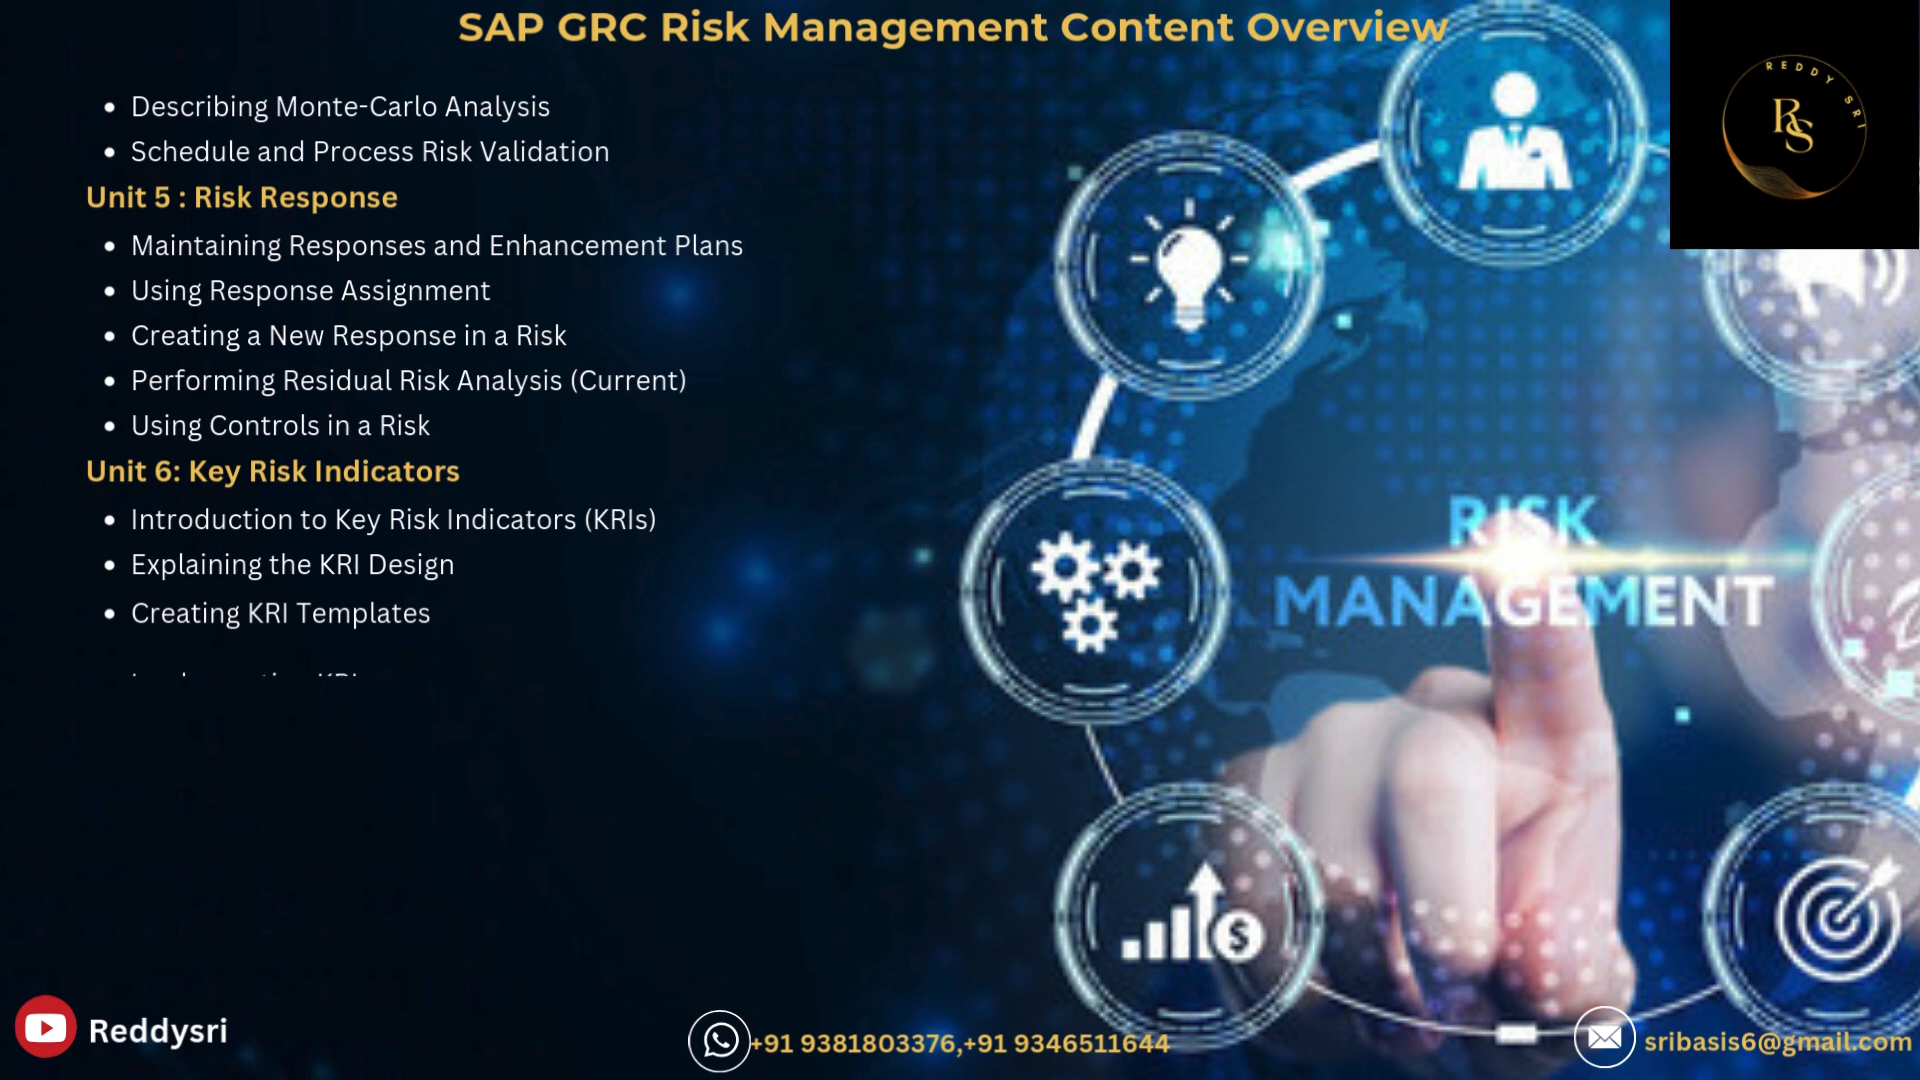 SAP GRC Risk Management Content Overview
REDDY SRI
RS
• Describing Monte-Carlo Analysis
• Schedule and Process Risk Validation
Unit 5 : Risk Response
• Maintaining Responses and Enhancement Plans
• Using Response Assignment
• Creating a New Response in a Risk
• Performing Residual Risk Analysis (Current)
• Using Controls in a Risk
Unit 6: Key Risk Indicators
• Introduction to Key Risk Indicators (KRIs)
• Explaining the KRI Design
• Creating KRI Templates
RISK
MANAGEMENT
Reddysri
+91 9381803376,+91 9346511644
sribasis6@gmail.com